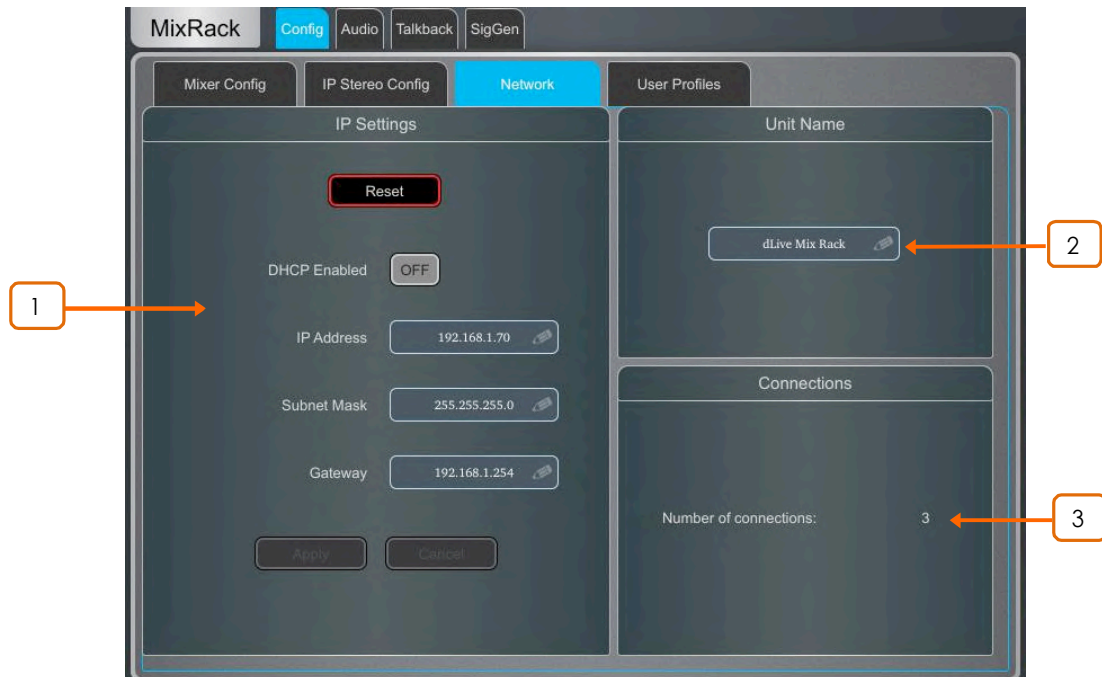 MixRack Config Audio Talkback SigGen
Mixer Config IP Stereo Config Network User Profiles
IP Settings
Reset
DHCP Enabled OFF
1
IP Address 192.168.1.70
Subnet Mask 255.255.255.0
Gateway 192.168.1.254
Apply Cancel
Unit Name
dLive Mix Rack
2
Connections
Number of connections: 3
3